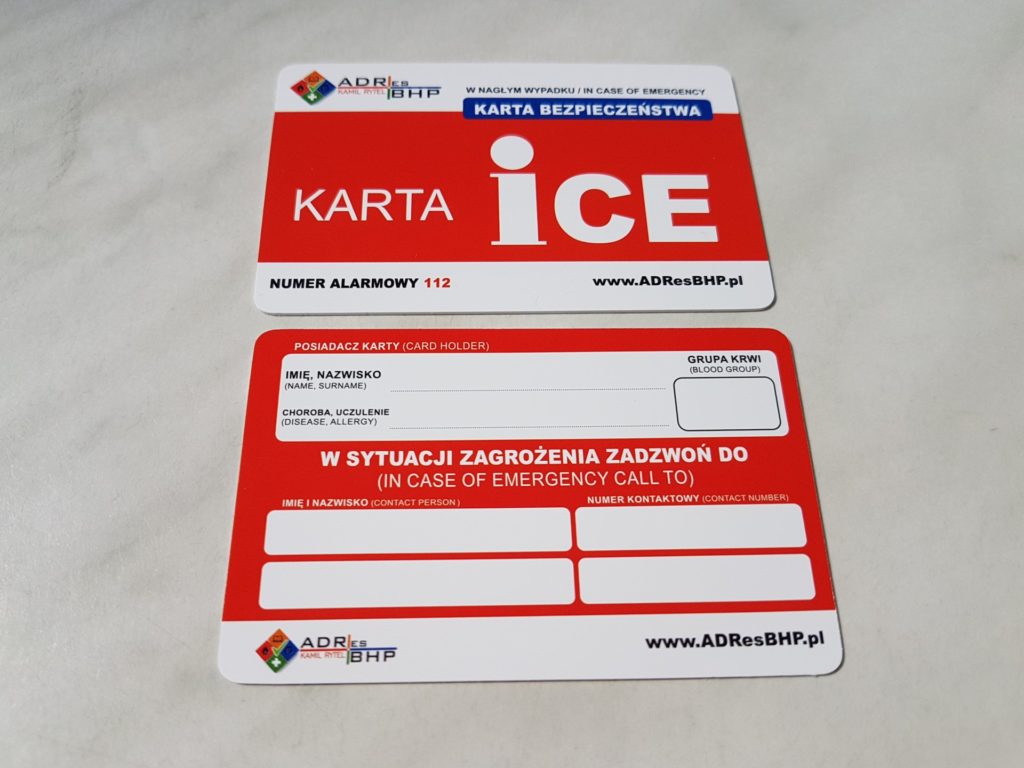 ADRes
KAMIL RYTEL BHP
W NAGŁYM WYPADKU / IN CASE OF EMERGENCY
KARTA BEZPIECZEŃSTWA
KARTA iCE
NUMER ALARMOWY 112 www.ADResBHP.pl
POSIADACZ KARTY (CARD HOLDER)
IMIĘ, NAZWISKO
(NAME, SURNAME)
GRUPA KRWI
(BLOOD GROUP)
CHOROBA, UCZULENIE
(DISEASE, ALLERGY)
W SYTUACJI ZAGROŻENIA ZADZWOŃ DO
(IN CASE OF EMERGENCY CALL TO)
IMIĘ I NAZWISKO (CONTACT PERSON) NUMER KONTAKTOWY (CONTACT NUMBER)
ADRes
KAMIL RYTEL BHP
www.ADResBHP.pl